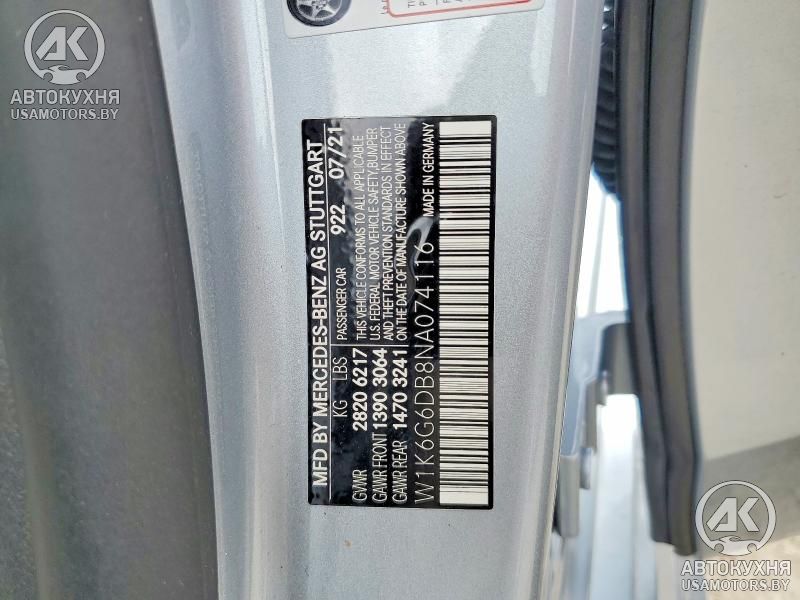 АВТОКУХНЯ
USAMOTORS.BY
MFD BY MERCEDES-BENZ AG STUTTGART
KG LBS PASSENGER CAR 922 07/21
GVWR 2820 6217 THIS VEHICLE CONFORMS TO ALL APPLICABLE
U.S. FEDERAL MOTOR VEHICLE SAFETY, BUMPER
GAWR FRONT 1390 3064 AND THEFT PREVENTION STANDARDS IN EFFECT
GAWR REAR 1470 3241 ON THE DATE OF MANUFACTURE SHOWN ABOVE
W1K6G6DB8NA074116 MADE IN GERMANY
АВТОКУХНЯ
USAMOTORS.BY